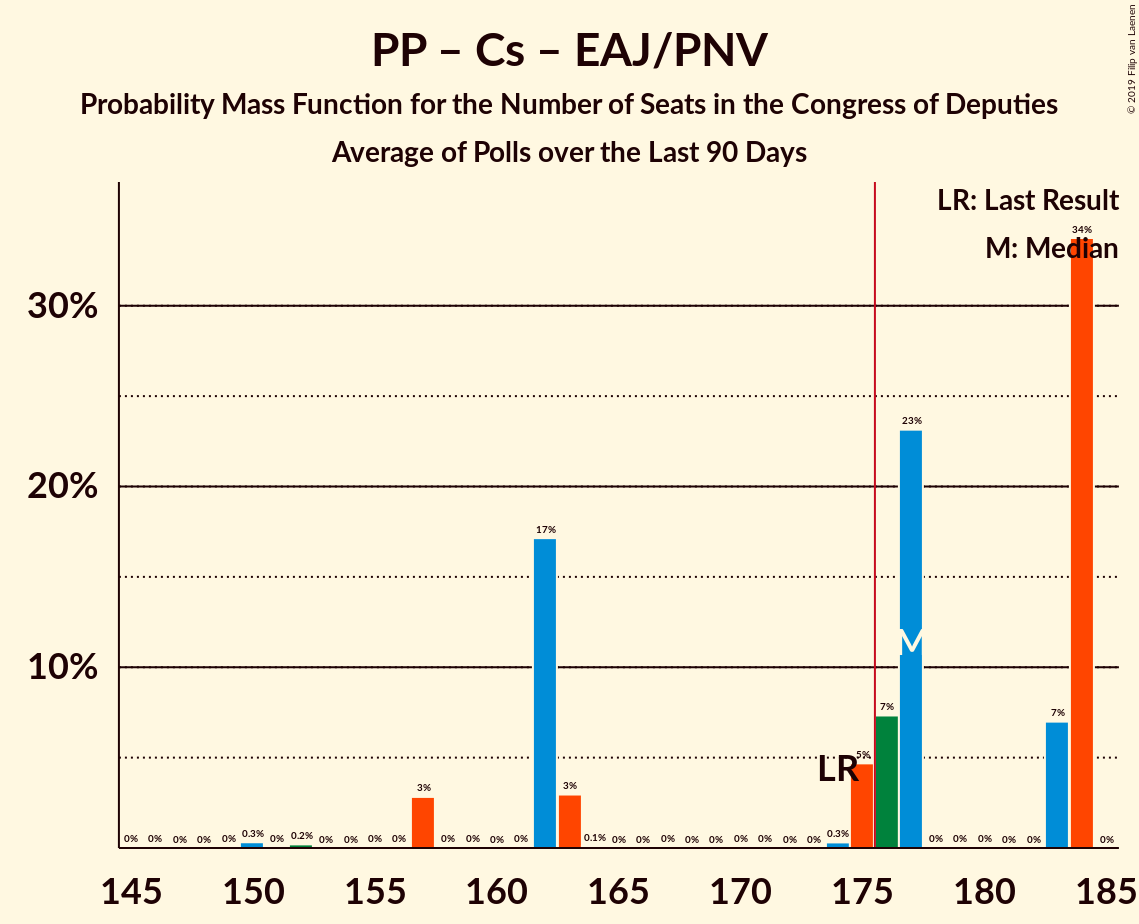 PP – Cs – EAJ/PNV
Probability Mass Function for the Number of Seats in the Congress of Deputies
Average of Polls over the Last 90 Days
© 2019 Filip van Laenen
LR: Last Result
M: Median
30%
20%
10%
0% 0% 0% 0% 0% 0.3% 0% 0.2% 0% 0% 0% 0% 3% 0% 0% 0% 0% 17% 3% 0.1% 0% 0% 0% 0% 0% 0% 0% 0% 0% 0.3% 5% 7% 23% 0% 0% 0% 0% 0% 7% 34% 0%
LR
M
145 150 155 160 165 170 175 180 185